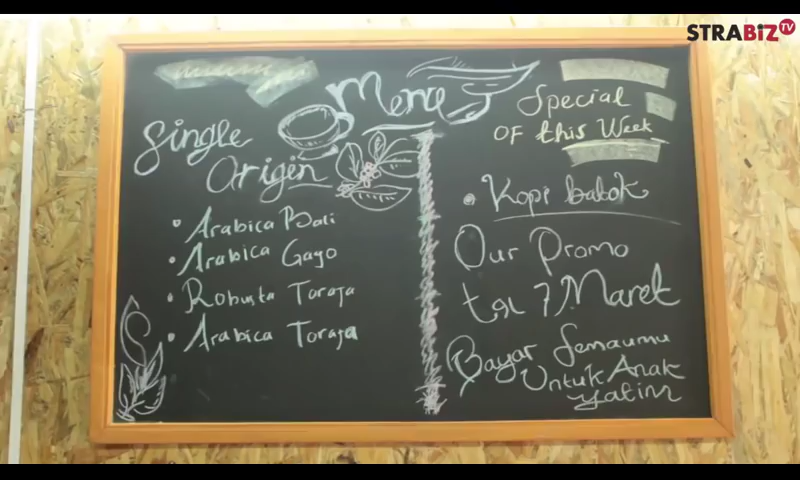 STRABiZ TV
Menu
Single
Origin
• Arabica Bali
• Arabica Gayo
• Robusta Toraja
• Arabica Toraja
Special
OF this Week
• Kopi babok
Our Promo
tgl 7 Maret
Bayar Semaumu
Untuk Anak
Yatim